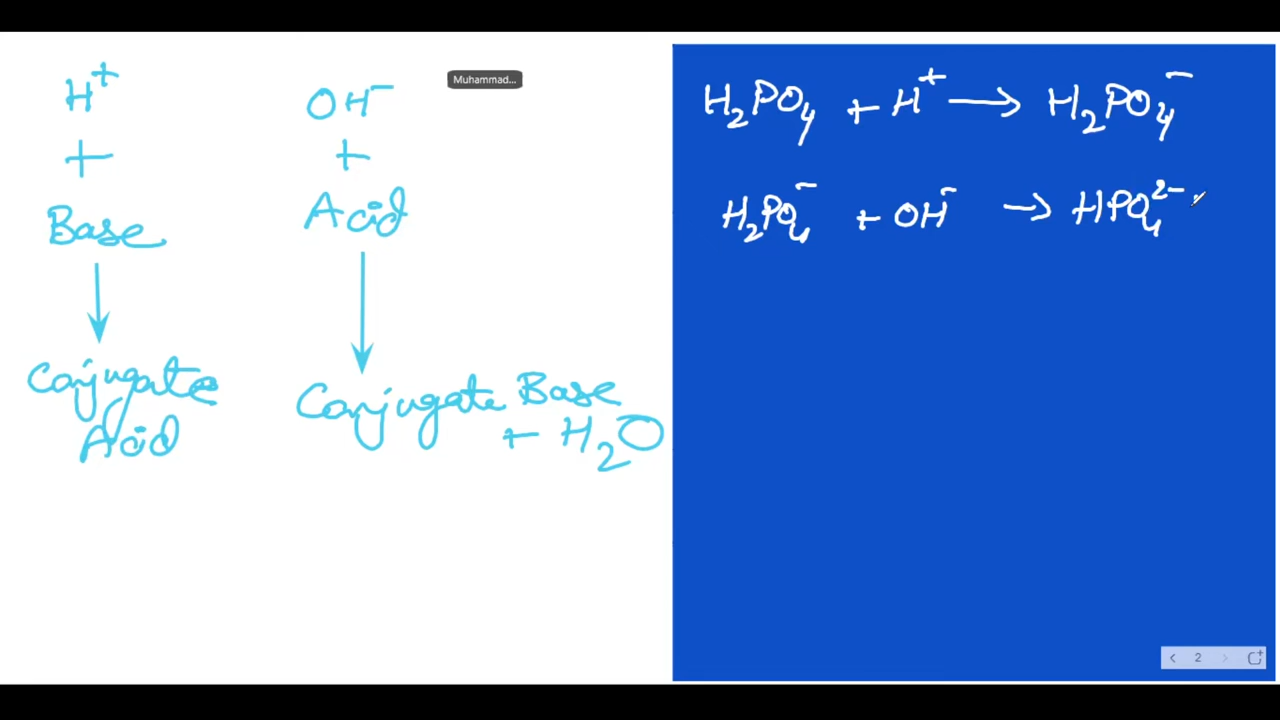 H⁺
+
Base
Conjugate
Acid
OH⁻
+
Acid
Conjugate Base
+ H₂O
Muhammad...
H₂PO₄ + H⁺ → H₂PO₄⁻
H₂PO₄⁻ + OH⁻ → HPO₄²⁻
2